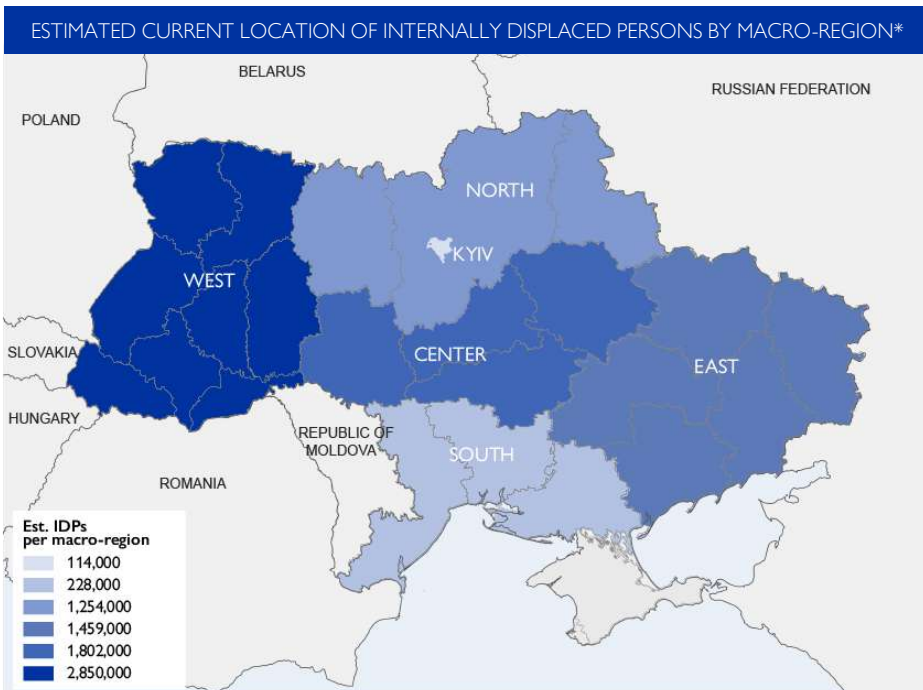 ESTIMATED CURRENT LOCATION OF INTERNALLY DISPLACED PERSONS BY MACRO-REGION*
BELARUS
RUSSIAN FEDERATION
POLAND
NORTH
KYIV
WEST
SLOVAKIA
CENTER
EAST
HUNGARY
REPUBLIC OF
MOLDOVA
SOUTH
ROMANIA
Est. IDPs
per macro-region
114,000
228,000
1,254,000
1,459,000
1,802,000
2,850,000